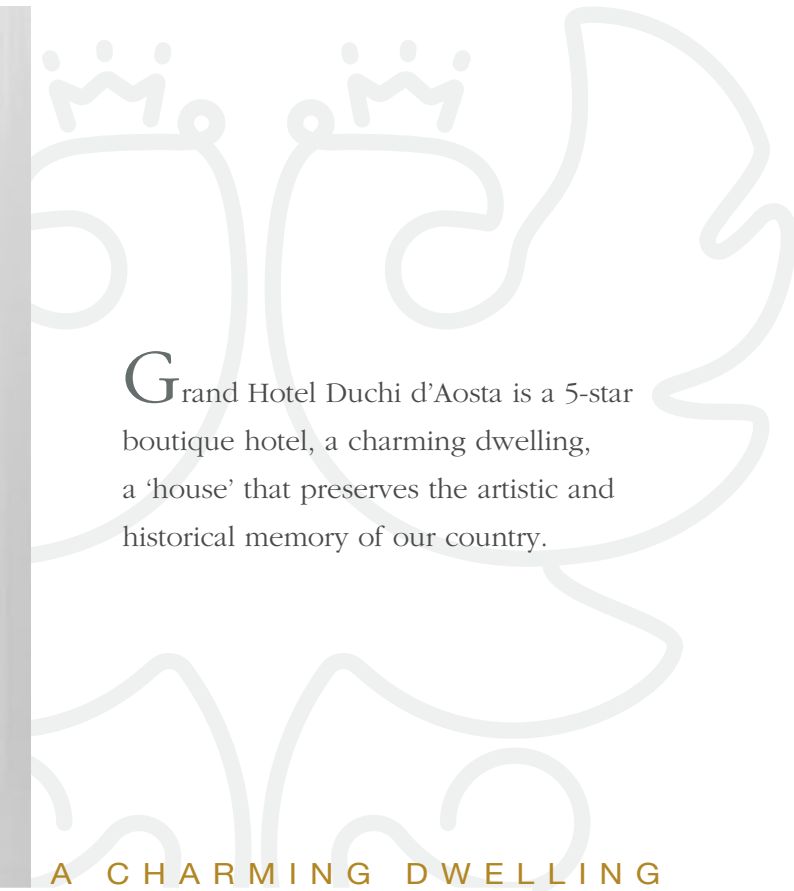 Grand Hotel Duchi d’Aosta is a 5-star
boutique hotel, a charming dwelling,
a ‘house’ that preserves the artistic and
historical memory of our country.
A CHARMING DWELLING